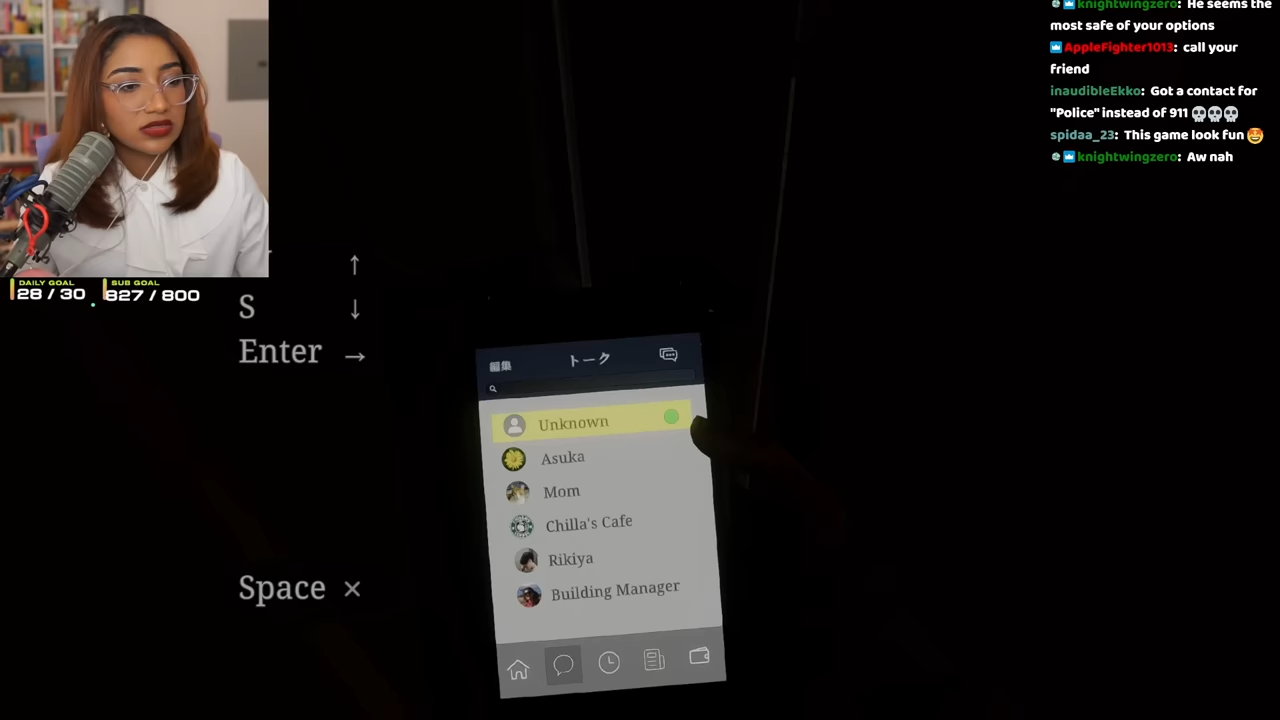 knightwingzero: He seems the
most safe of your options
AppleFighter1013: call your
friend
inaudibleEkko: Got a contact for
"Police" instead of 911 💀💀💀
spidaa_23: This game look fun 🤩
knightwingzero: Aw nah
DAILY GOAL
28 / 30
SUB GOAL
827 / 800
↑
S ↓
Enter →
Space ×
編集 トーク
Unknown
Asuka
Mom
Chilla's Cafe
Rikiya
Building Manager